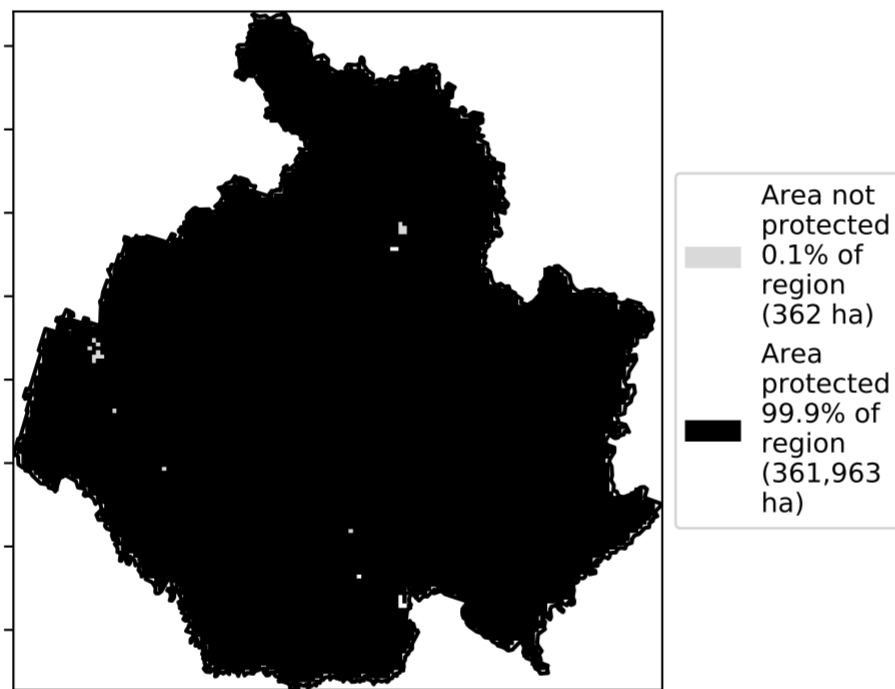 Area not
protected
0.1% of
region
(362 ha)
Area
protected
99.9% of
region
(361,963
ha)